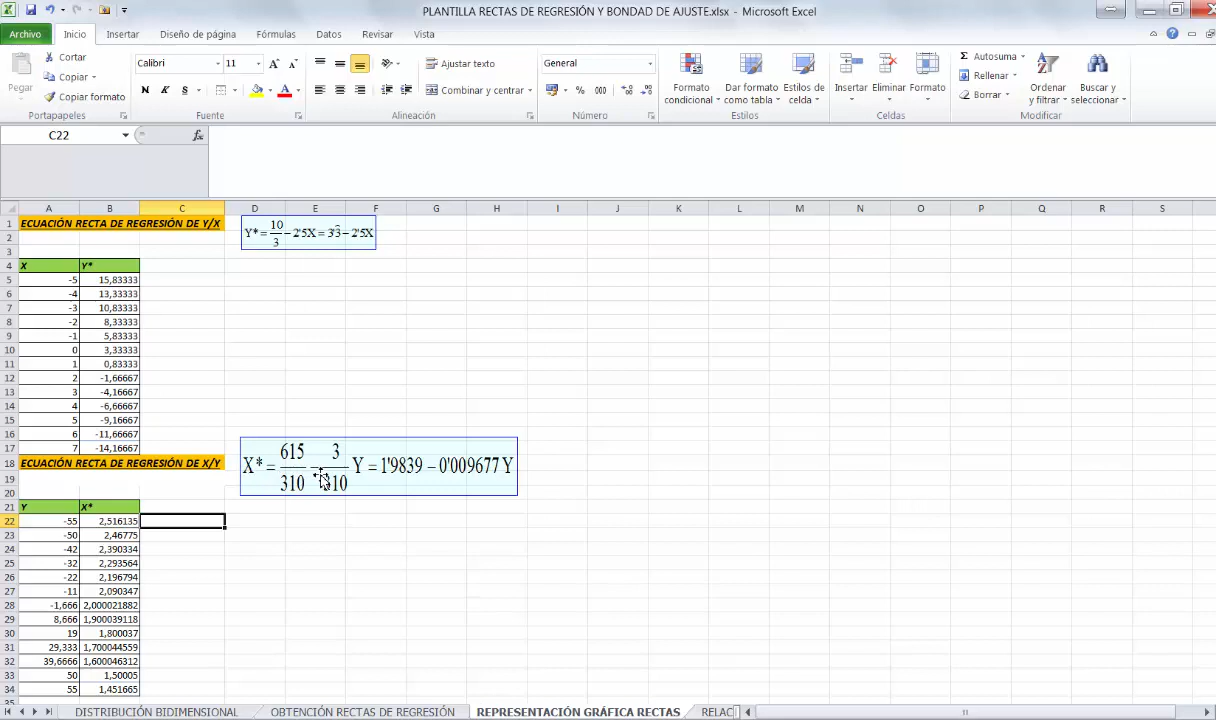 PLANTILLA RECTAS DE REGRESIÓN Y BONDAD DE AJUSTE.xlsx - Microsoft Excel
Archivo Inicio Insertar Diseño de página Fórmulas Datos Revisar Vista
Pegar Cortar Copiar Copiar formato
Calibri 11
N K S
Ajustar texto
Combinar y centrar
General
% 000
Formato condicional Dar formato como tabla Estilos de celda
Insertar Eliminar Formato
Σ Autosuma
Rellenar
Borrar
Ordenar y filtrar Buscar y seleccionar
Portapapeles Fuente Alineación Número Estilos Celdas Modificar
C22 fx
A B C D E F G H I J K L M N O P Q R S
1 ECUACIÓN RECTA DE REGRESIÓN DE Y/X
Y* = 10/3 − 2'5X = 3'3̂ − 2'5X
2
3
4 X Y*
5 -5 15,83333
6 -4 13,33333
7 -3 10,83333
8 -2 8,33333
9 -1 5,83333
10 0 3,33333
11 1 0,83333
12 2 -1,66667
13 3 -4,16667
14 4 -6,66667
15 5 -9,16667
16 6 -11,66667
17 7 -14,16667
18 ECUACIÓN RECTA DE REGRESIÓN DE X/Y
X* = 615/310 − 3/310 Y = 1'9839 − 0'009677 Y
19
20
21 Y X*
22 -55 2,516135
23 -50 2,46775
24 -42 2,390334
25 -32 2,293564
26 -22 2,196794
27 -11 2,090347
28 -1,666 2,000021882
29 8,666 1,900039118
30 19 1,800037
31 29,333 1,700044559
32 39,6666 1,600046312
33 50 1,50005
34 55 1,451665
35
DISTRIBUCIÓN BIDIMENSIONAL OBTENCIÓN RECTAS DE REGRESIÓN REPRESENTACIÓN GRÁFICA RECTAS RELAC